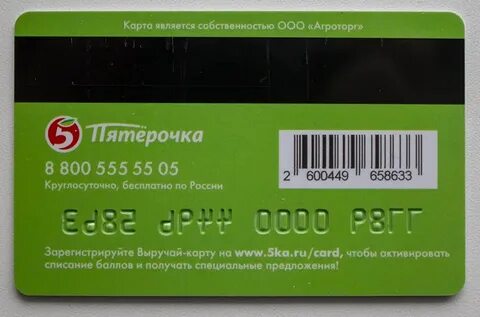 Карта является собственностью ООО «Агроторг»
5 Пятёрочка
8 800 555 55 05
Круглосуточно, бесплатно по России
2 600449 658633
Зарегистрируйте Выручай-карту на www.5ka.ru/card, чтобы активировать
списание баллов и получать специальные предложения!